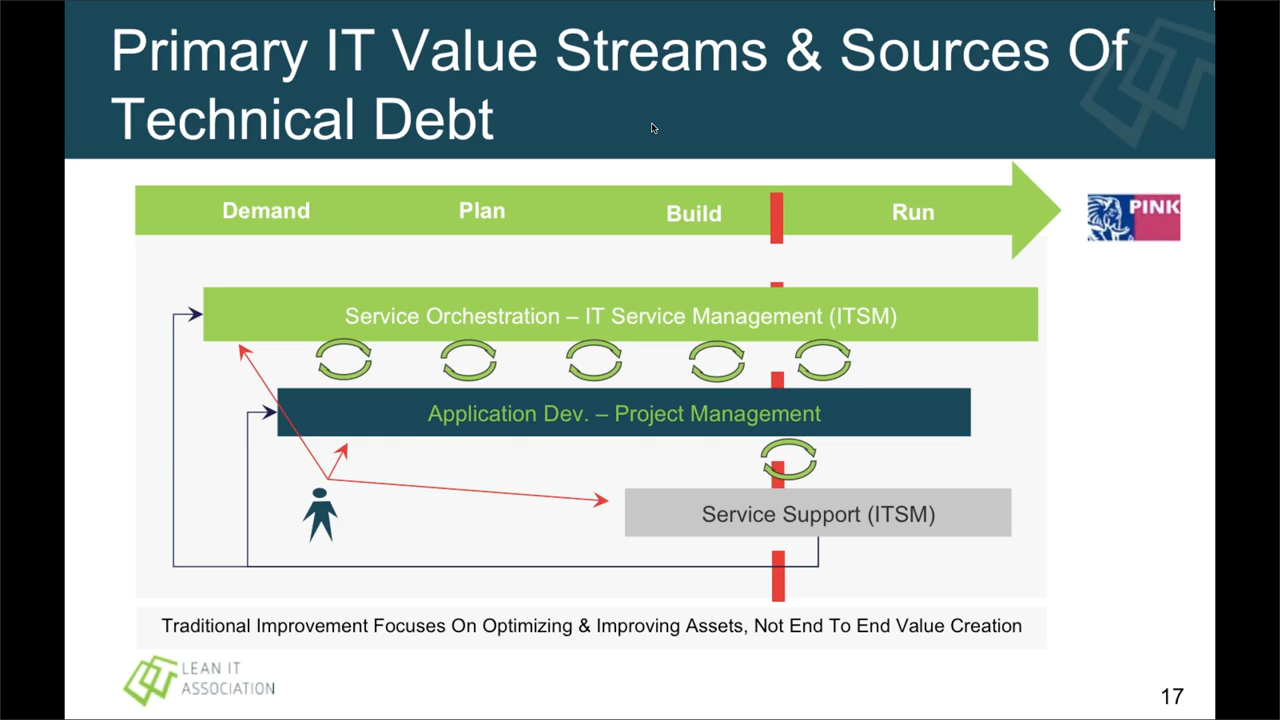 Primary IT Value Streams & Sources Of
Technical Debt
Demand Plan Build Run
PINK
Service Orchestration – IT Service Management (ITSM)
Application Dev. – Project Management
Service Support (ITSM)
Traditional Improvement Focuses On Optimizing & Improving Assets, Not End To End Value Creation
LEAN IT
ASSOCIATION
17